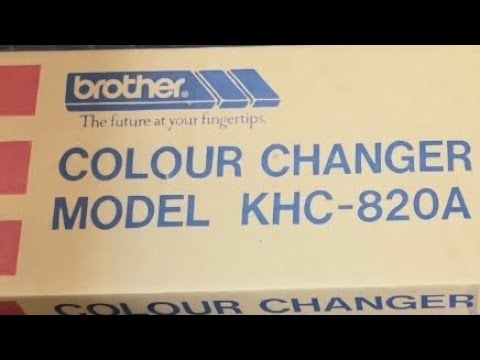 brother®
The future at your fingertips.
COLOUR CHANGER
MODEL KHC-820A
COLOUR CHANGER